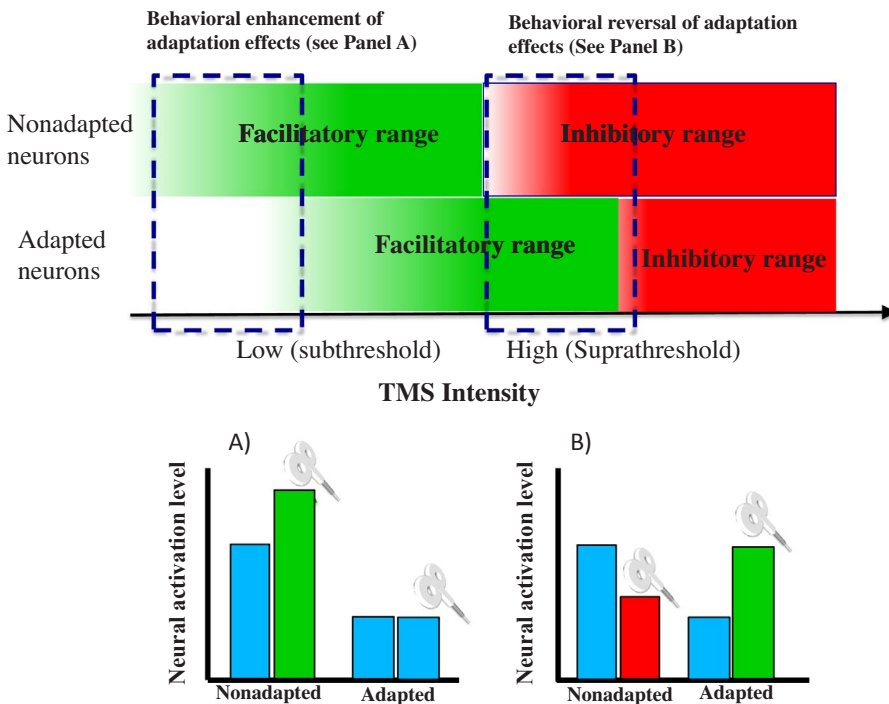 Behavioral enhancement of
adaptation effects (see Panel A)
Behavioral reversal of adaptation
effects (See Panel B)
Nonadapted
neurons
Facilitatory range
Inhibitory range
Adapted
neurons
Facilitatory range
Inhibitory range
Low (subthreshold)
High (Suprathreshold)
TMS Intensity
A)
Neural activation level
Nonadapted
Adapted
B)
Neural activation level
Nonadapted
Adapted